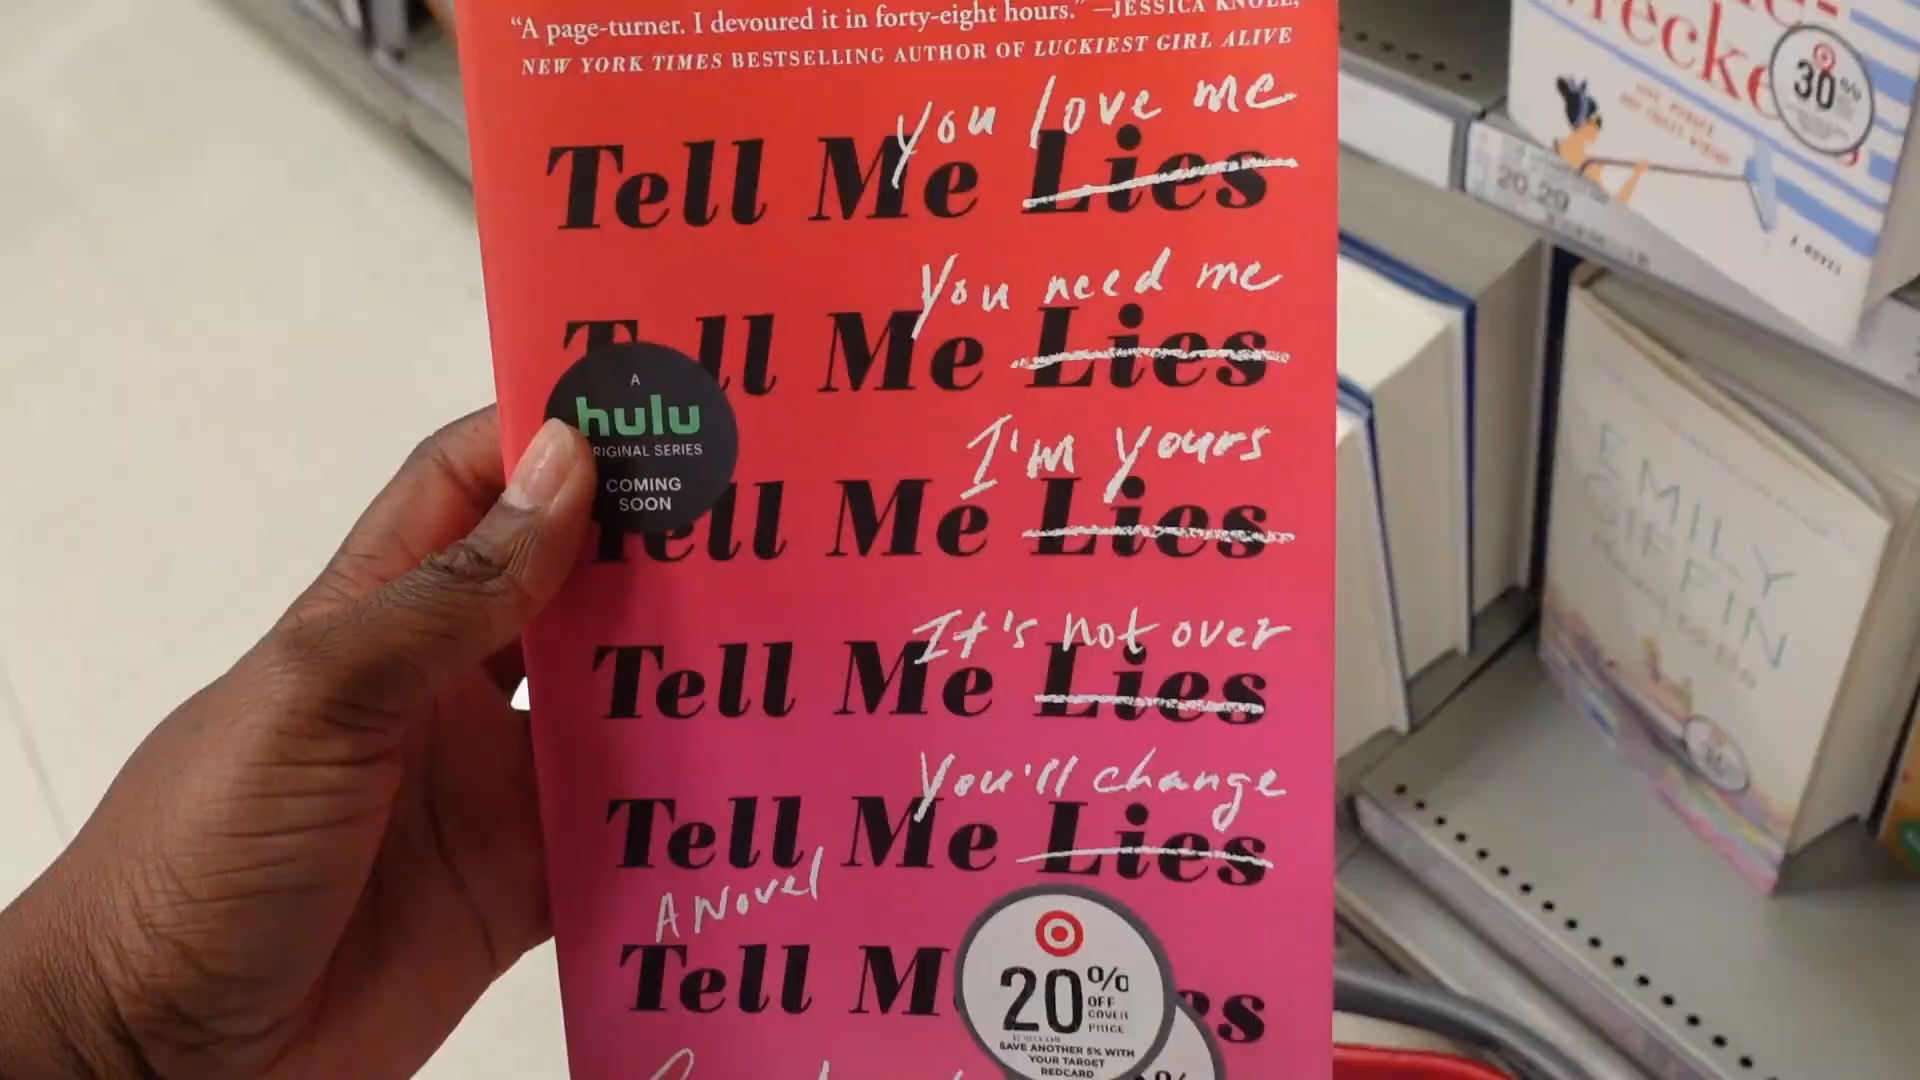 "A page-turner. I devoured it in forty-eight hours." —JESSICA KNOLL,
NEW YORK TIMES BESTSELLING AUTHOR OF LUCKIEST GIRL ALIVE
you love me
Tell Me Lies
You need me
Tell Me Lies
I'm yours
Tell Me Lies
It's not over
Tell Me Lies
You'll change
Tell Me Lies
A Novel
Tell M es
A
hulu
RIGINAL SERIES
COMING
SOON
20% OFF
COVER
PRICE
SAVE ANOTHER 5% WITH
YOUR TARGET
REDCARD
%
30%
A NOVEL
20-29
EMILY
GIFFIN